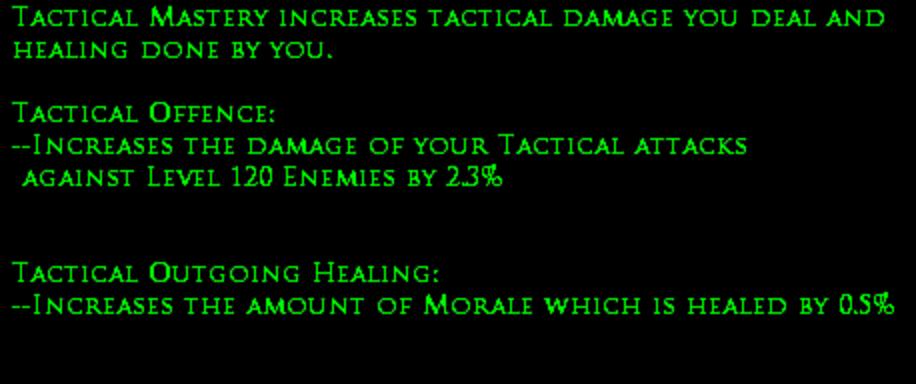 Tactical Mastery increases tactical damage you deal and
healing done by you.
Tactical Offence:
--Increases the damage of your Tactical attacks
against Level 120 Enemies by 2.3%
Tactical Outgoing Healing:
--Increases the amount of Morale which is healed by 0.5%